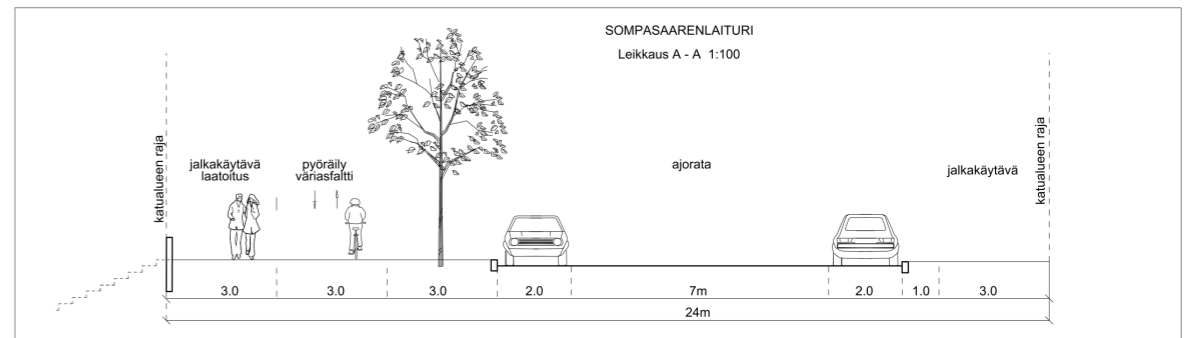 SOMPASAARENLAITURI
Leikkaus A - A 1:100
katualueen raja
jalkakäytävä
laatoitus
pyöräily
väriasfaltti
ajorata
jalkakäytävä
katualueen raja
3.0 3.0 3.0 2.0 7m 2.0 1.0 3.0
24m